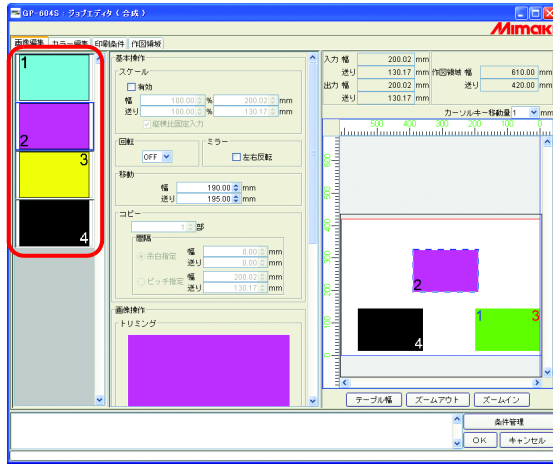 GP-604S : ジョブエディタ ( 合成 )
Mimaki
画像編集 カラー編集 印刷条件 作図領域
1
2
3
4
基本操作
スケール
有効
幅 100.00 % 200.02 mm
送り 100.00 % 130.17 mm
縦横比固定入力
回転
OFF
ミラー
左右反転
移動
幅 190.00 mm
送り 195.00 mm
コピー
1 部
間隔
余白指定 幅 0.00 mm
送り 0.00 mm
ピッチ指定 幅 200.02 mm
送り 130.17 mm
画像操作
トリミング
入力 幅 200.02 mm
送り 130.17 mm
出力 幅 200.02 mm
送り 130.17 mm
作図領域 幅 610.00 mm
送り 420.00 mm
カーソルキー移動量 1 mm
500 400 300 200 100 0
2
4
1 3
テーブル幅 ズームアウト ズームイン
条件管理
OK キャンセル